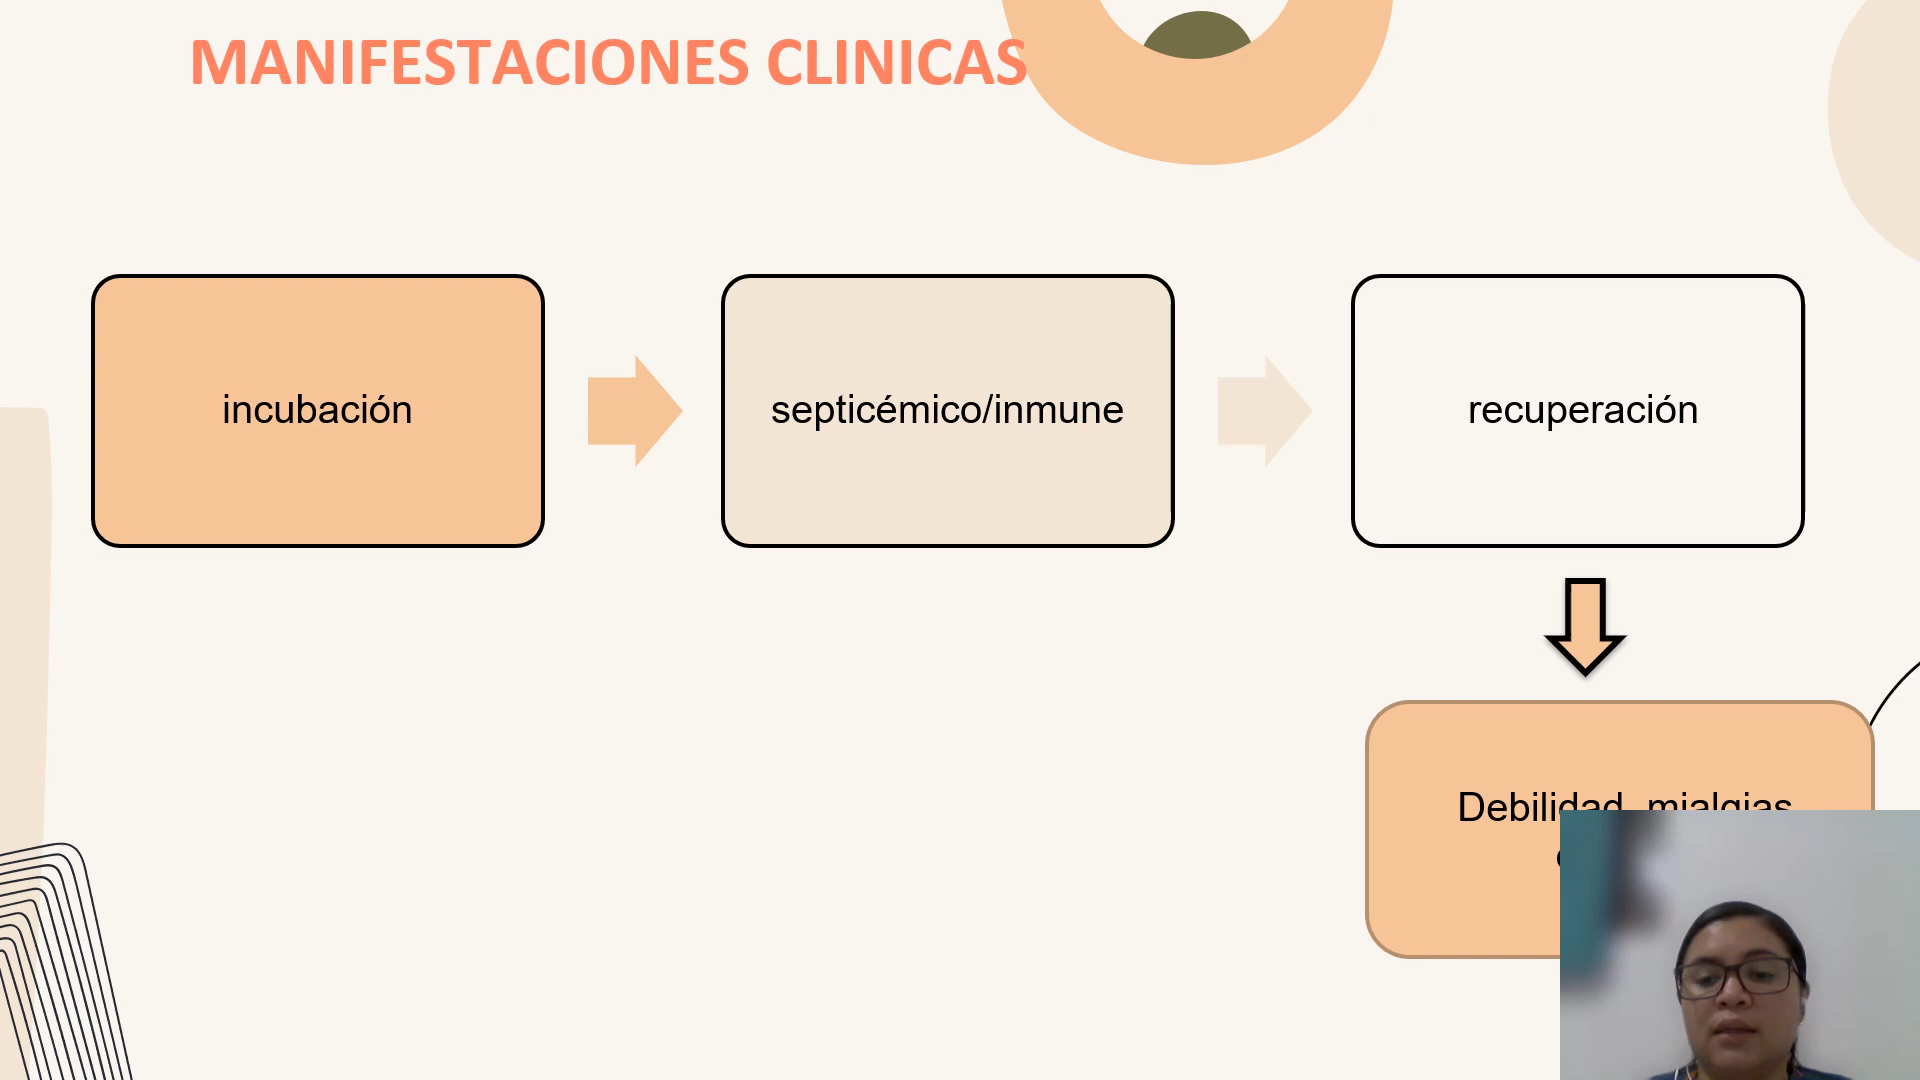 MANIFESTACIONES CLINICAS
incubación
septicémico/inmune
recuperación
Debilidad, mialgias